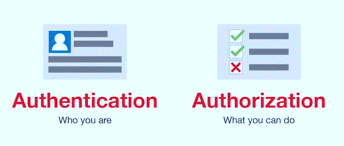 Authentication
Who you are
Authorization
What you can do